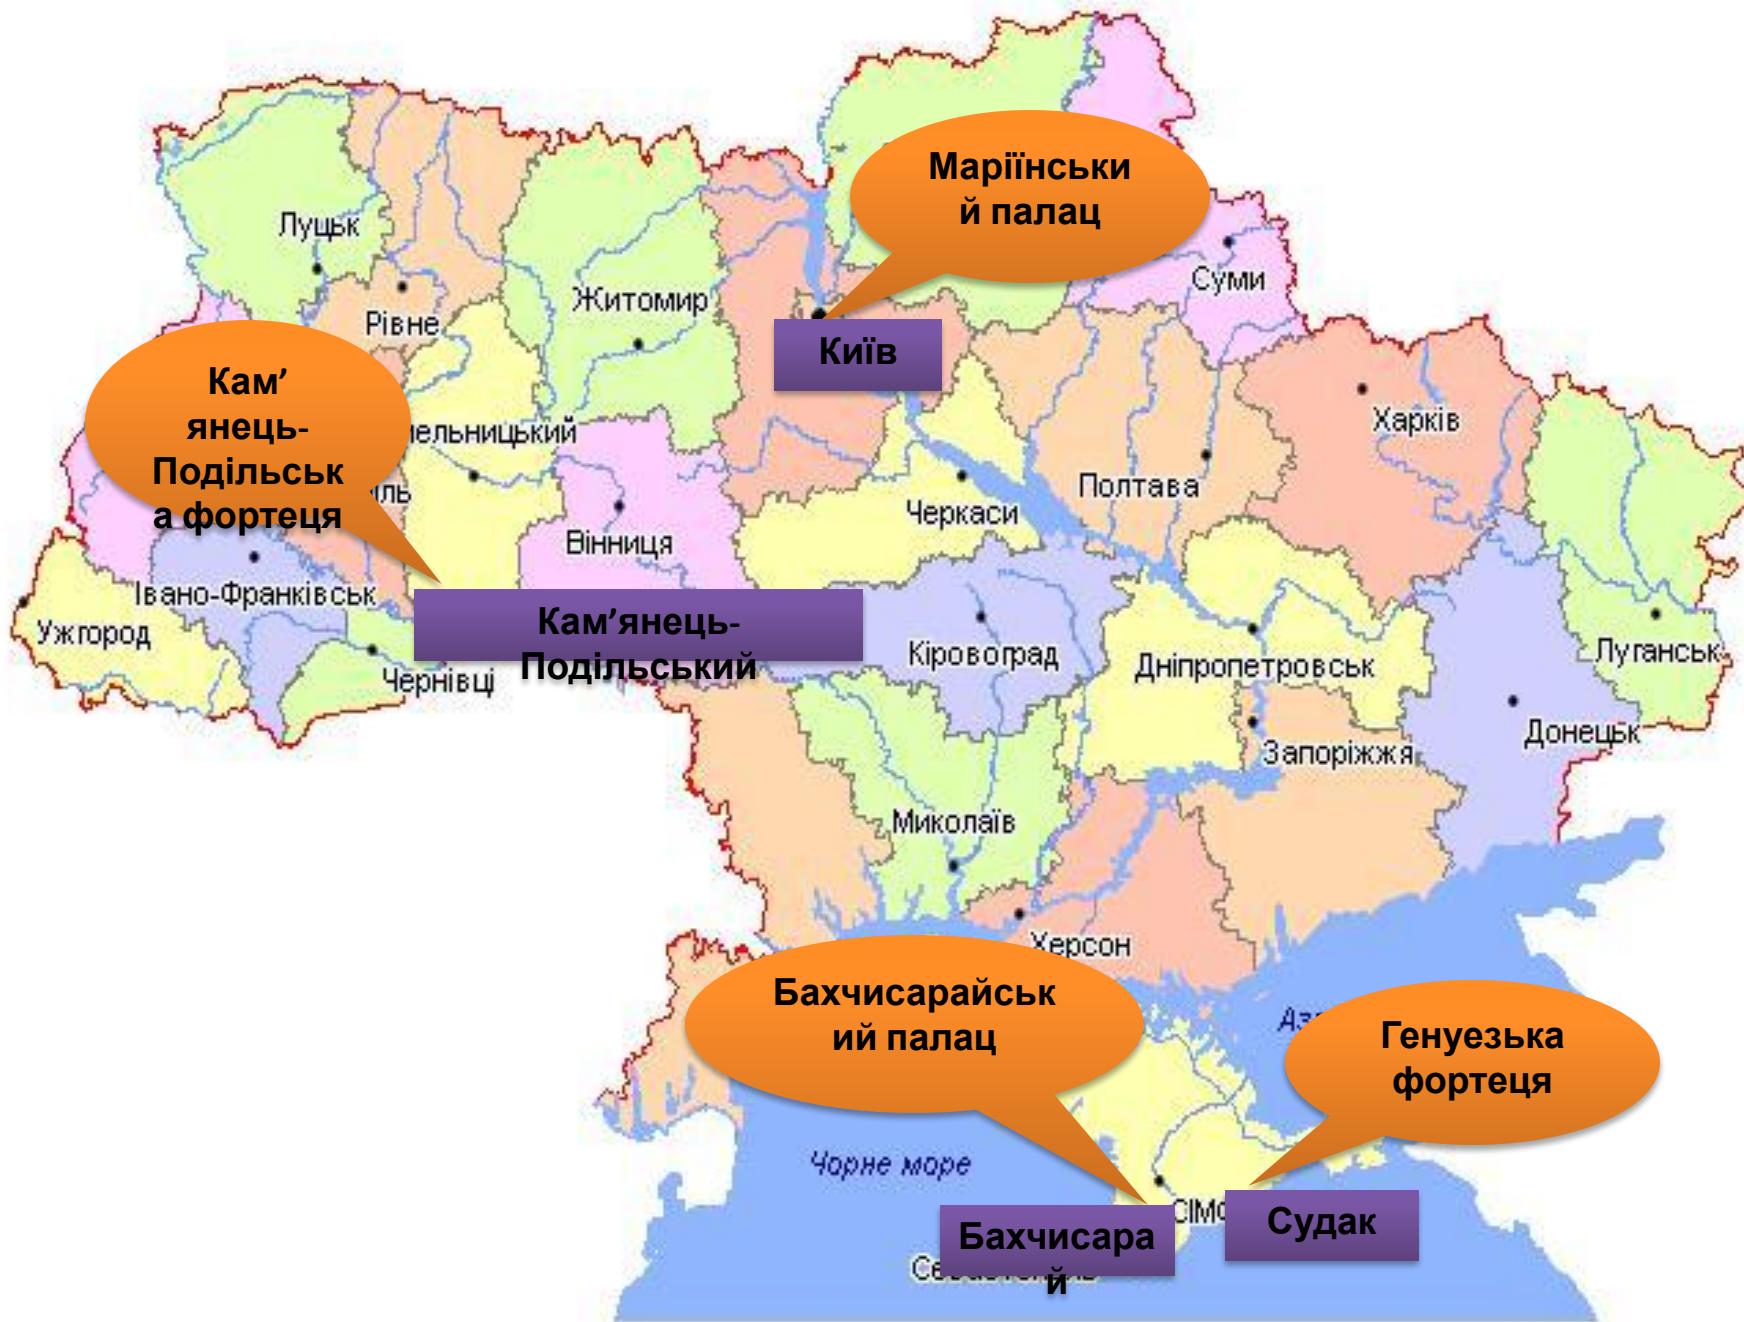 Маріїнськи
й палац
Луцьк
Суми
Житомир
Рівне
Київ
Кам’
янець-
Подільськ
а фортеця
Харків
Полтава
Черкаси
Вінниця
Івано-Франківськ
Ужгород
Кам’янець-
Подільський
Чернівці
Кіровоград
Дніпропетровськ
Луганськ
Донецьк
Запоріжжя
Миколаїв
Херсон
Бахчисарайськ
ий палац
Генуезька
фортеця
Чорне море
Судак
Бахчисара
й